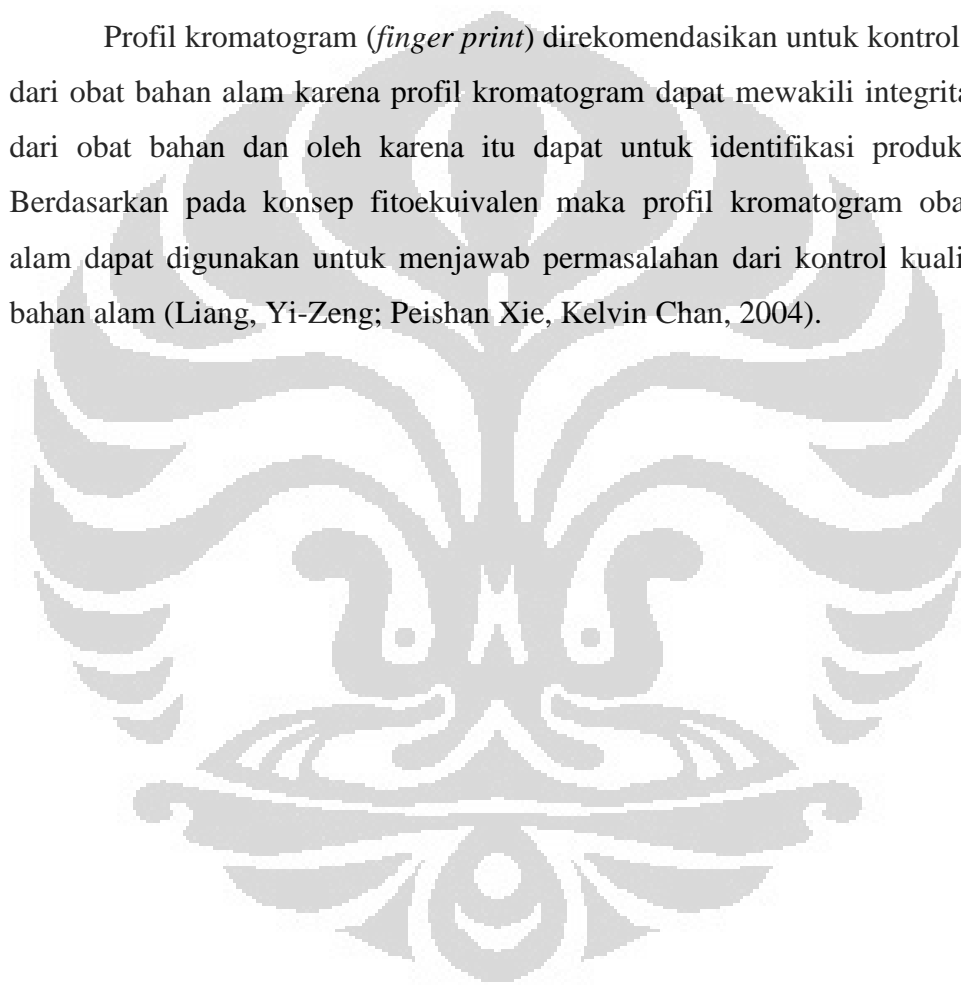 Profil kromatogram (finger print) direkomendasikan untuk kontrol
dari obat bahan alam karena profil kromatogram dapat mewakili integrita
dari obat bahan dan oleh karena itu dapat untuk identifikasi produk
Berdasarkan pada konsep fitoekuivalen maka profil kromatogram oba
alam dapat digunakan untuk menjawab permasalahan dari kontrol kuali
bahan alam (Liang, Yi-Zeng; Peishan Xie, Kelvin Chan, 2004).